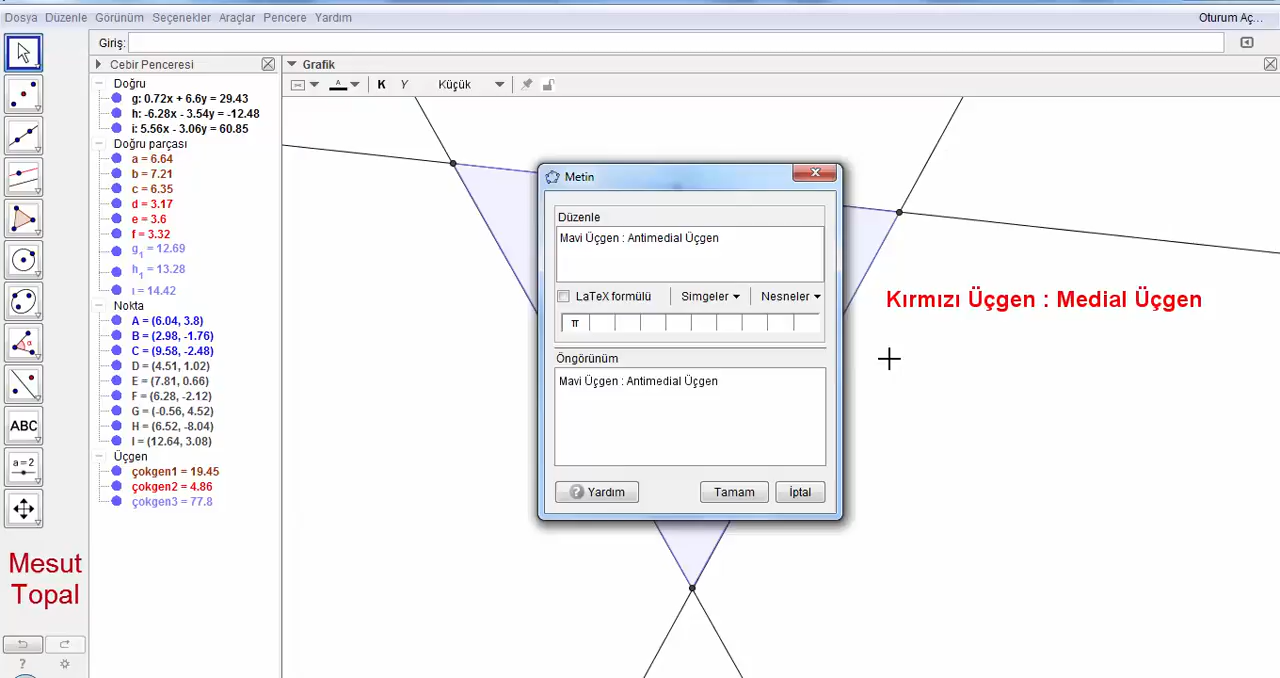 Dosya Düzenle Görünüm Seçenekler Araçlar Pencere Yardım
Oturum Aç...
Giriş:
Cebir Penceresi
Grafik
K Y Küçük
Doğru
g: 0.72x + 6.6y = 29.43
h: -6.28x - 3.54y = -12.48
i: 5.56x - 3.06y = 60.85
Doğru parçası
a = 6.64
b = 7.21
c = 6.35
d = 3.17
e = 3.6
f = 3.32
g1 = 12.69
h1 = 13.28
ı = 14.42
Nokta
A = (6.04, 3.8)
B = (2.98, -1.76)
C = (9.58, -2.48)
D = (4.51, 1.02)
E = (7.81, 0.66)
F = (6.28, -2.12)
G = (-0.56, 4.52)
H = (6.52, -8.04)
I = (12.64, 3.08)
Üçgen
çokgen1 = 19.45
çokgen2 = 4.86
çokgen3 = 77.8
ABC
a=2
Mesut
Topal
Metin
Düzenle
Mavi Üçgen : Antimedial Üçgen
LaTeX formülü Simgeler Nesneler
π
Öngörünüm
Mavi Üçgen : Antimedial Üçgen
Yardım Tamam İptal
Kırmızı Üçgen : Medial Üçgen